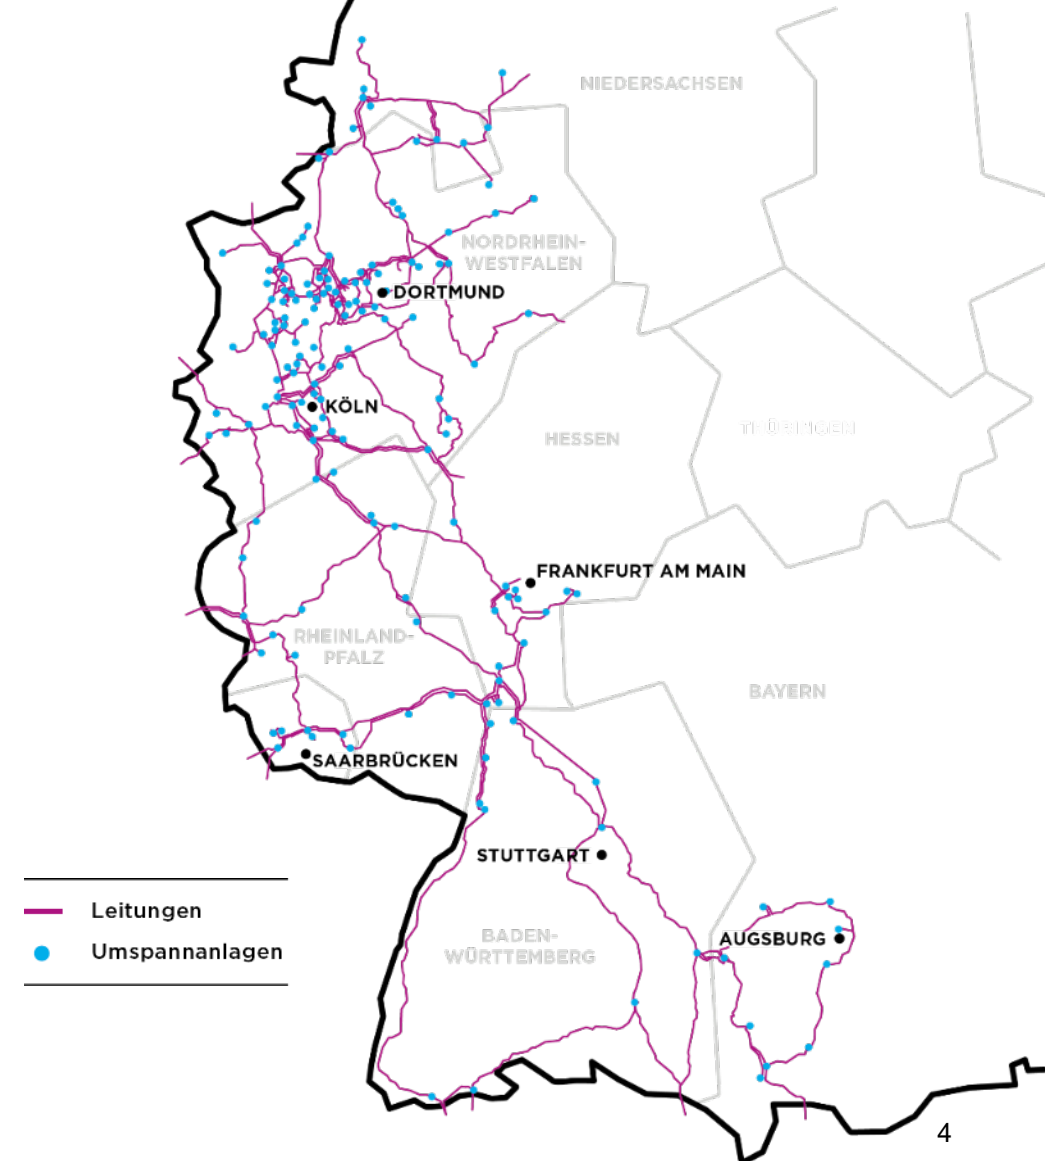 NIEDERSACHSEN
NORDRHEIN-
WESTFALEN
DORTMUND
KÖLN
HESSEN
THÜRINGEN
FRANKFURT AM MAIN
RHEINLAND-
PFALZ
BAYERN
SAARBRÜCKEN
STUTTGART
Leitungen
Umspannanlagen
BADEN-
WÜRTTEMBERG
AUGSBURG
4